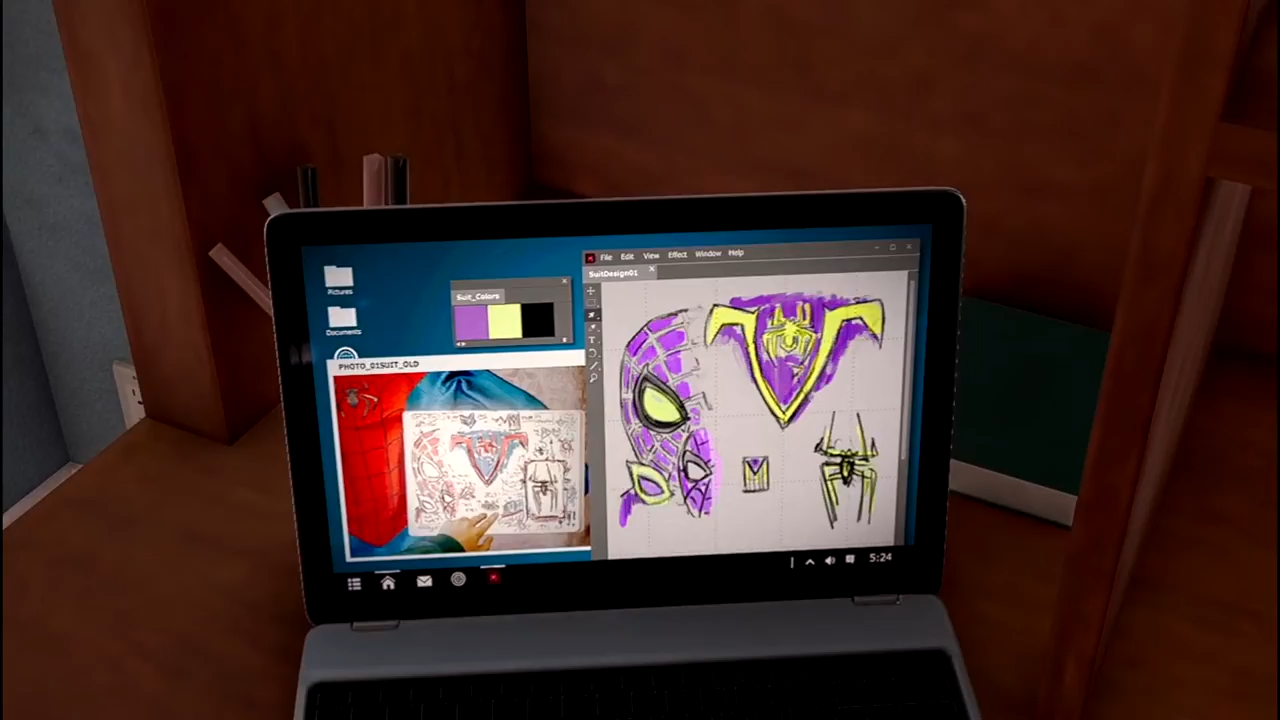 Pictures
Documents
Suit_Colors
PHOTO_01SUIT_OLD
File Edit View Effect Window Help
SuitDesign01
T
5:24